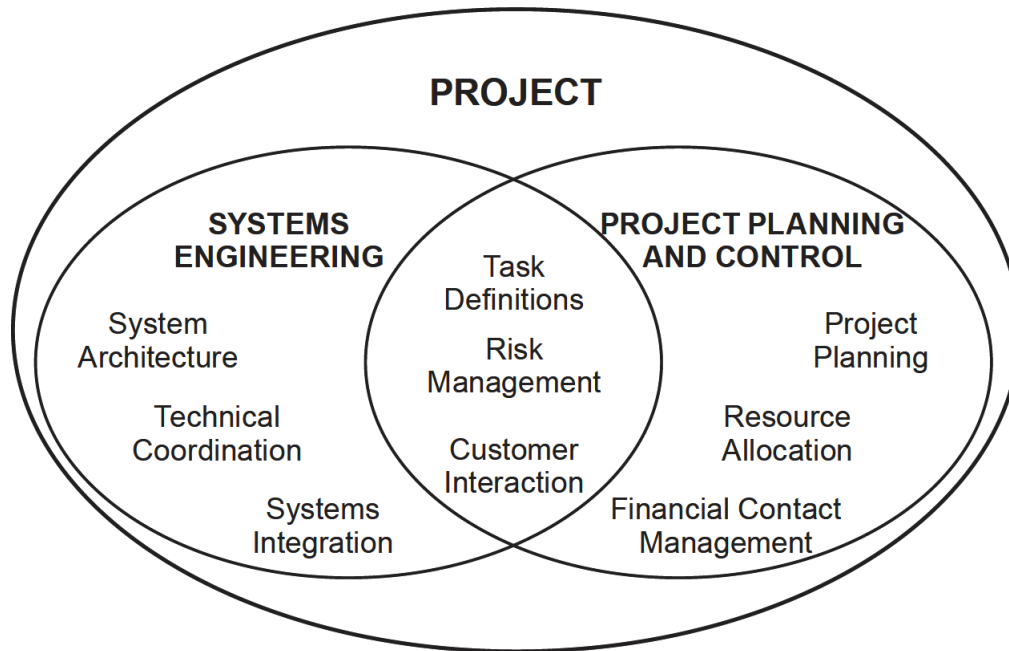 PROJECT
SYSTEMS
ENGINEERING
System
Architecture
Technical
Coordination
Systems
Integration
Task
Definitions
Risk
Management
Customer
Interaction
PROJECT PLANNING
AND CONTROL
Project
Planning
Resource
Allocation
Financial Contact
Management